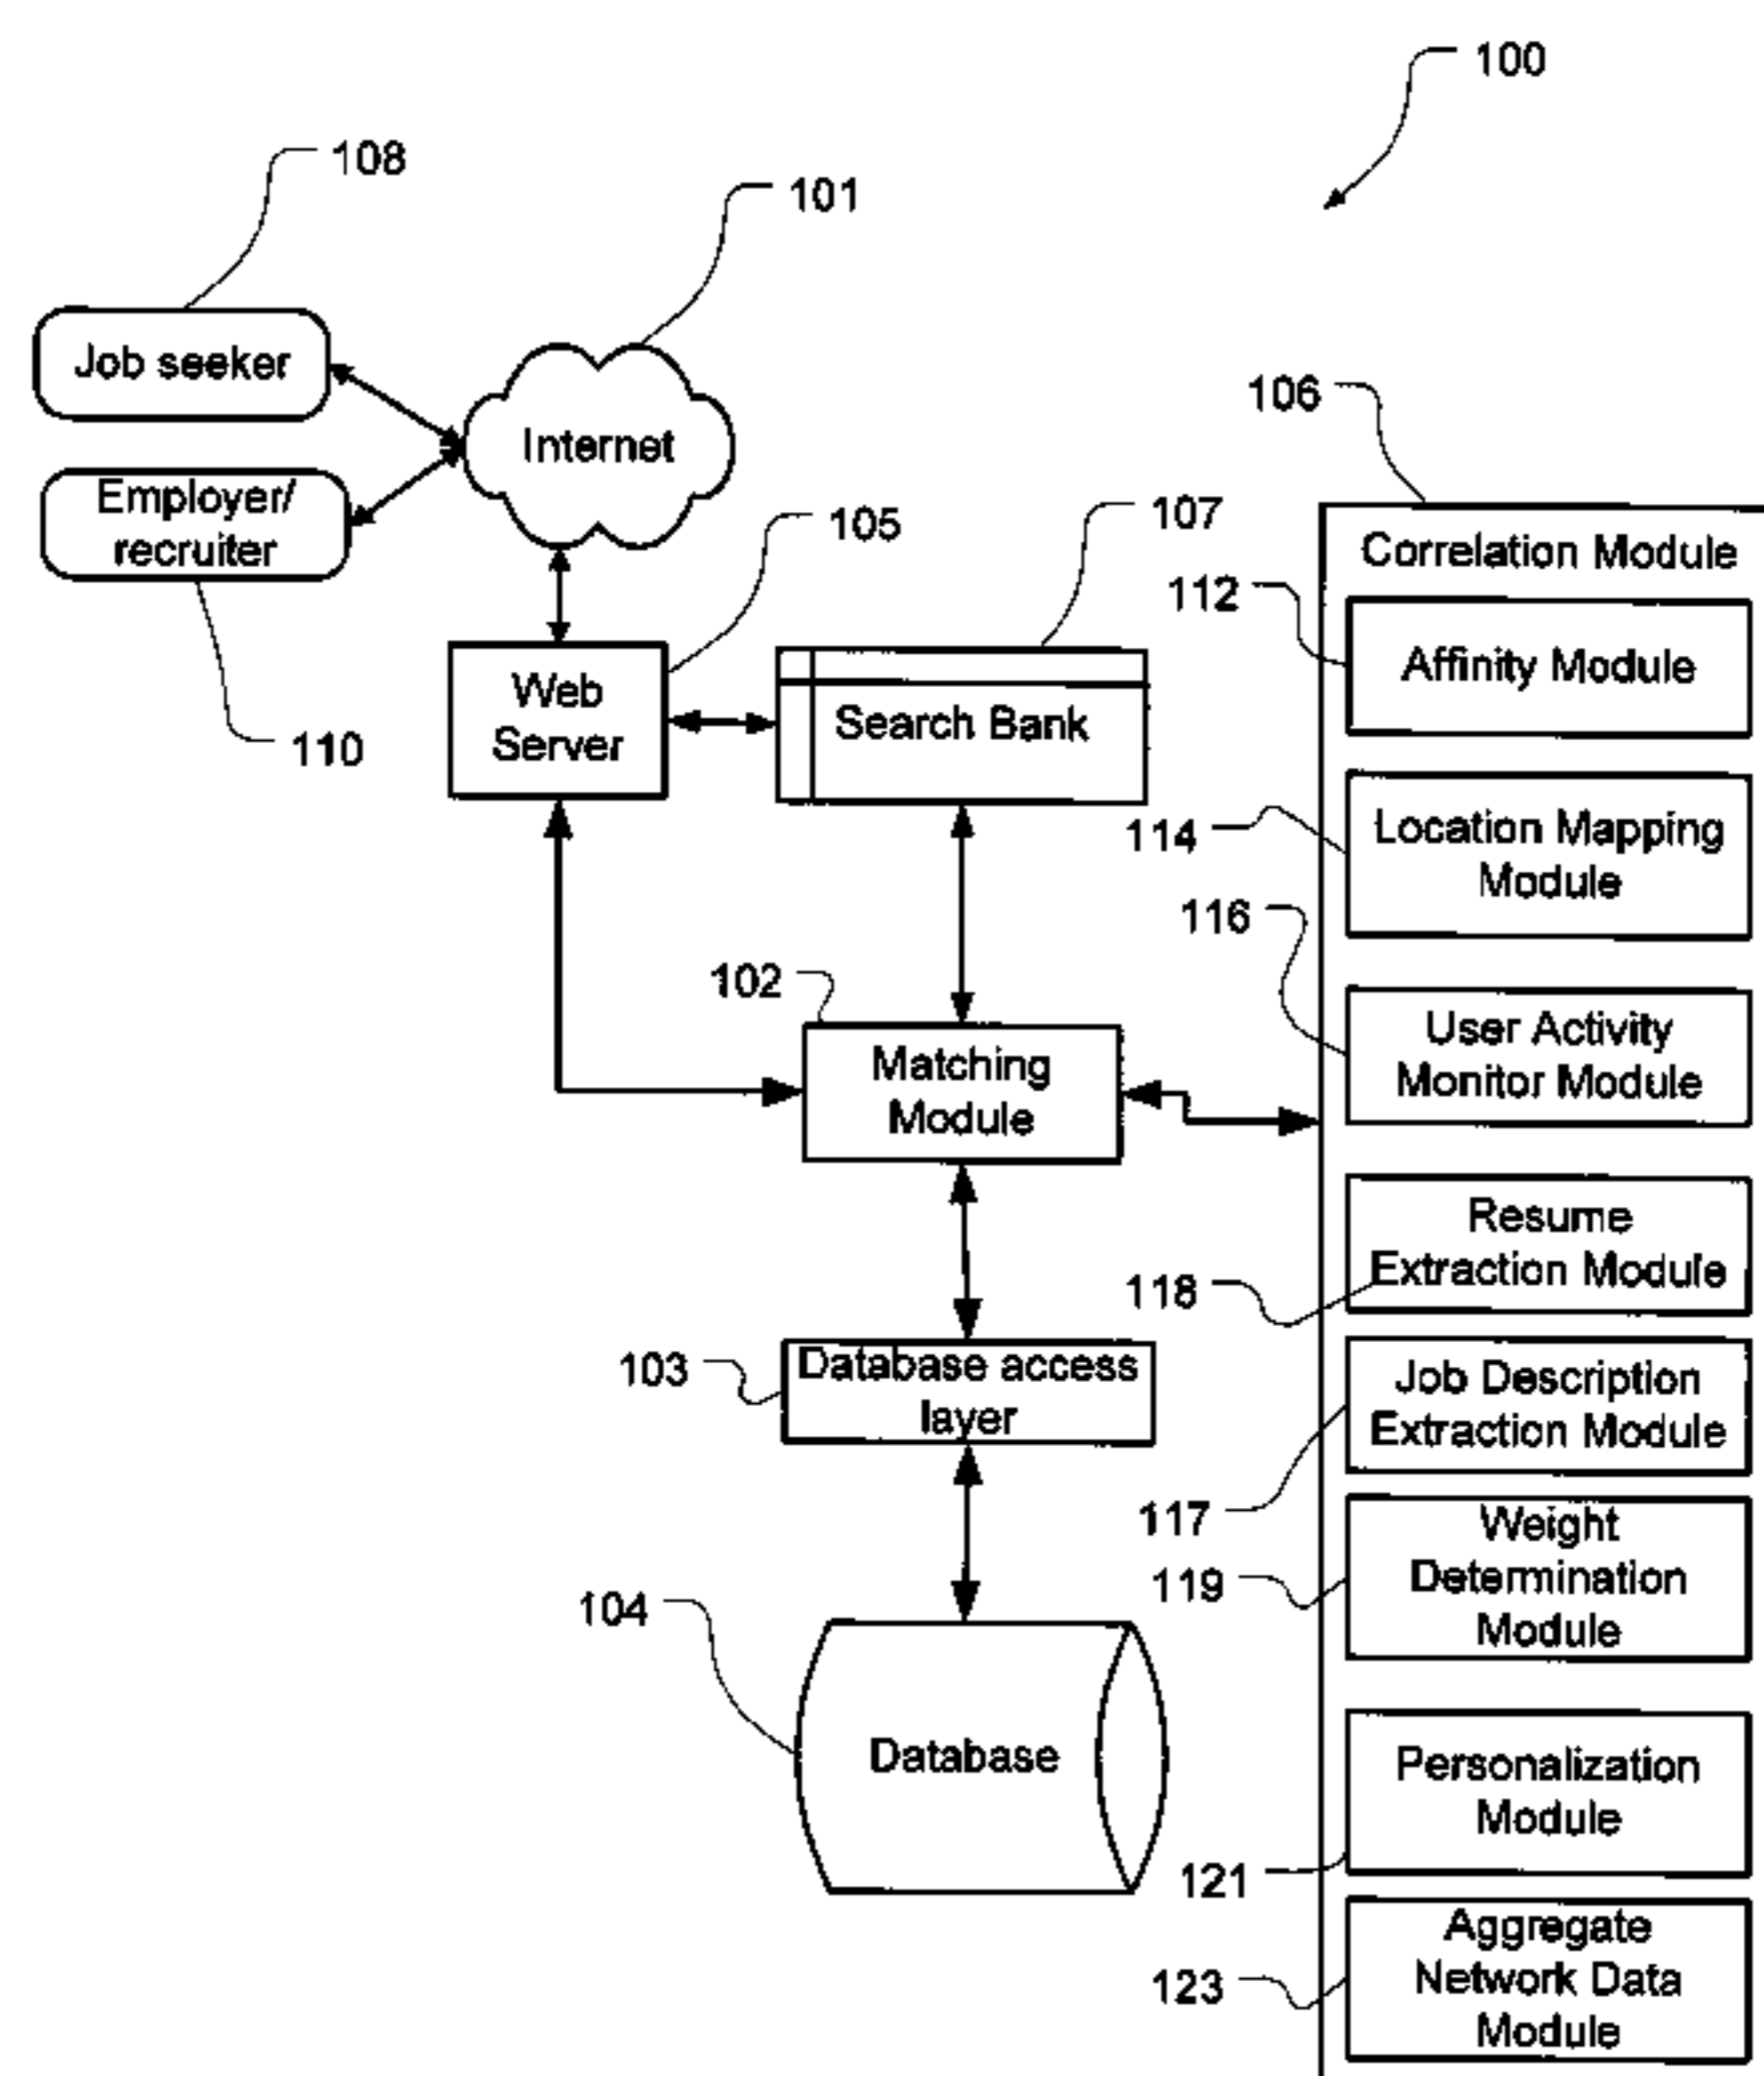 100
108
101
Job seeker
Internet
106
Employer/
recruiter
105
107
Correlation Module
112
Affinity Module
Web
Server
Search Bank
110
114
Location Mapping
Module
116
102
User Activity
Monitor Module
Matching
Module
Resume
Extraction Module
118
103
Database access
layer
Job Description
Extraction Module
117
Weight
Determination
Module
119
104
Database
Personalization
Module
121
Aggregate
Network Data
Module
123